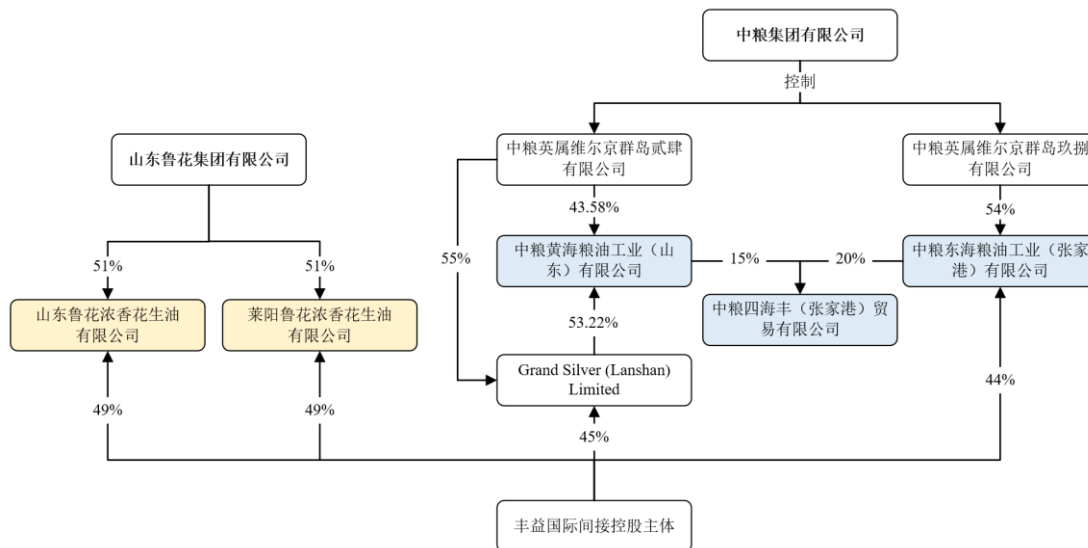 中粮集团有限公司
控制
山东鲁花集团有限公司
中粮英属维尔京群岛贰肆
有限公司
中粮英属维尔京群岛玖捌
有限公司
43.58%
54%
51%
51%
55%
中粮黄海粮油工业（山
东）有限公司
15%
20%
中粮东海粮油工业（张家
港）有限公司
山东鲁花浓香花生油
有限公司
莱阳鲁花浓香花生油
有限公司
中粮四海丰（张家港）贸
易有限公司
53.22%
Grand Silver (Lanshan)
Limited
49%
49%
44%
45%
丰益国际间接控股主体